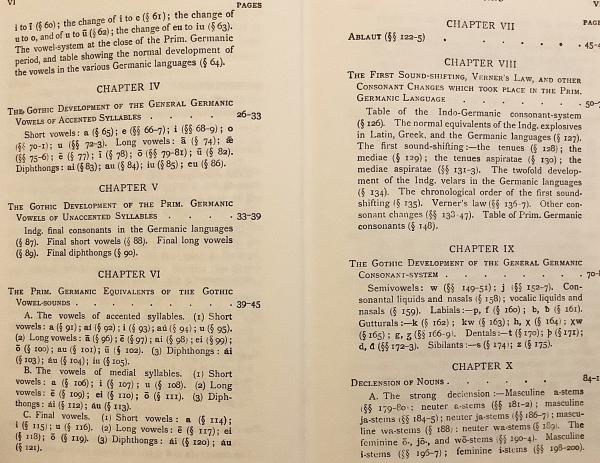 VI
PAGES
i to ī (§ 60); the change of i to e (§ 61); the change of
u to o, and of u to ū (§ 62); the change of eu to iu (§ 63).
The vowel-system at the close of the Prim. Germanic
period, and table showing the normal development of
the vowels in the various Germanic languages (§ 64).
CHAPTER IV
The Gothic Development of the General Germanic
Vowels of Accented Syllables . . . . 26-33
Short vowels: a (§ 65); e (§§ 66-7); i (§§ 68-9); o
(§§ 70-1); u (§§ 72-3). Long vowels: ā (§ 74); ǣ
(§§ 75-6); ē (§ 77); ī (§ 78); ō (§§ 79-81); ū (§ 82).
Diphthongs: ai (§ 83); au (§ 84); iu (§ 85); eu (§ 86).
CHAPTER V
The Gothic Development of the Prim. Germanic
Vowels of Unaccented Syllables . . . 33-39
Indg. final consonants in the Germanic languages
(§ 87). Final short vowels (§ 88). Final long vowels
(§ 89). Final diphthongs (§ 90).
CHAPTER VI
The Prim. Germanic Equivalents of the Gothic
Vowel-sounds . . . . . . . 39-45
A. The vowels of accented syllables. (1) Short
vowels: a (§ 91); aí (§ 92); i (§ 93); aú (§ 94); u (§ 95).
(2) Long vowels: ā (§ 96); ē (§ 97); ai (§ 98); ei (§ 99);
ō (§ 100); au (§ 101); ū (§ 102). (3) Diphthongs: ái
(§ 103); áu (§ 104); iu (§ 105).
B. The vowels of medial syllables. (1) Short
vowels: a (§ 106); i (§ 107); u (§ 108). (2) Long
vowels: ē (§ 109); ei (§ 110); ō (§ 111). (3) Diph-
thongs: ái (§ 112); áu (§ 113).
C. Final vowels. (1) Short vowels: a (§ 114);
i (§ 115); u (§ 116). (2) Long vowels: ē (§ 117); ei
(§ 118); ō (§ 119). (3) Diphthongs: ái (§ 120); áu
(§ 121).
CHAPTER VII
Ablaut (§§ 122-5) . . . . . . 45-
CHAPTER VIII
The First Sound-shifting, Verner's Law, and other
Consonant Changes which took place in the Prim.
Germanic Language . . . . . . 50-
Table of the Indo-Germanic consonant-system
(§ 126). The normal equivalents of the Indg. explosives
in Latin, Greek, and the Germanic languages (§ 127).
The first sound-shifting:—the tenues (§ 128); the
mediae (§ 129); the tenues aspiratae (§ 130); the
mediae aspiratae (§§ 131-3). The twofold develop-
ment of the Indg. velars in the Germanic languages
(§ 134). The chronological order of the first sound-
shifting (§ 135). Verner's law (§§ 136-7). Other con-
sonant changes (§§ 138-47). Table of Prim. Germanic
consonants (§ 148).
CHAPTER IX
The Gothic Development of the General Germanic
Consonant-system . . . . . . 70-
Semivowels: w (§§ 149-51); j (§§ 152-7). Con-
sonantal liquids and nasals (§ 158); vocalic liquids and
nasals (§ 159). Labials:—p, f (§ 160); b, ƀ (§ 161).
Gutturals:—k (§ 162); kw (§ 163); h, χ (§ 164); χw
(§ 165); g, ʒ (§§ 166-9). Dentals:—t (§ 170); þ (§ 171);
d, đ (§§ 172-3). Sibilants:—s (§ 174); z (§ 175).
CHAPTER X
Declension of Nouns . . . . . . 84-
A. The strong declension:—Masculine a-stems
(§§ 179-80); neuter a-stems (§§ 181-2); masculine
ja-stems (§§ 184-5); neuter ja-stems (§§ 186-7); mascu-
line wa-stems (§ 188); neuter wa-stems (§ 189). The
feminine ō-, jō-, and wō-stems (§§ 190-4). Masculine
i-stems (§§ 196-7); feminine i-stems (§§ 198-200).